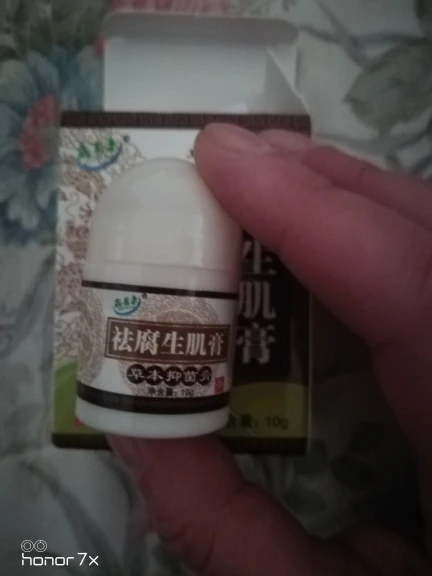 祛腐生肌膏
草本抑菌膏
净含量：10g
生肌膏
含量：10g
honor 7x